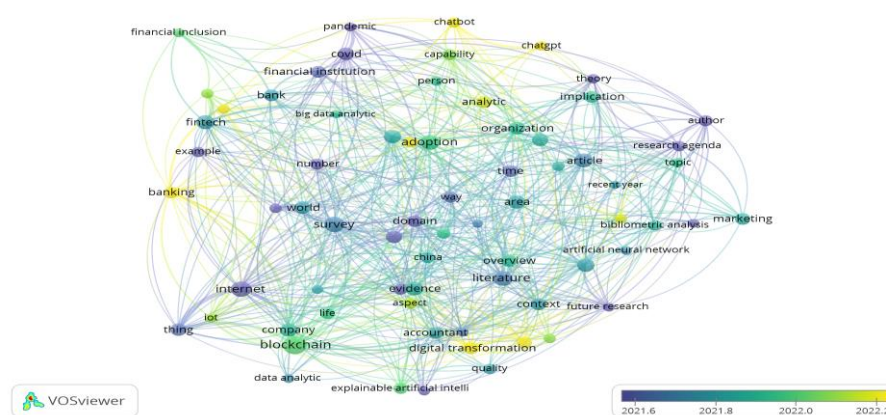 chatbot
pandemic
financial inclusion
chatgpt
covid
capability
financial institution
person
theory
bank
implication
analytic
big data analytic
fintech
author
organization
adoption
example
research agenda
number
article
topic
time
recent year
banking
way
area
world
marketing
domain
survey
bibliometric analysis
artificial neural network
china
overview
literature
internet
evidence
aspect
context
future research
life
iot
thing
company
accountant
blockchain
digital transformation
quality
data analytic
explainable artificial intelli
VOSviewer
2021.6 2021.8 2022.0